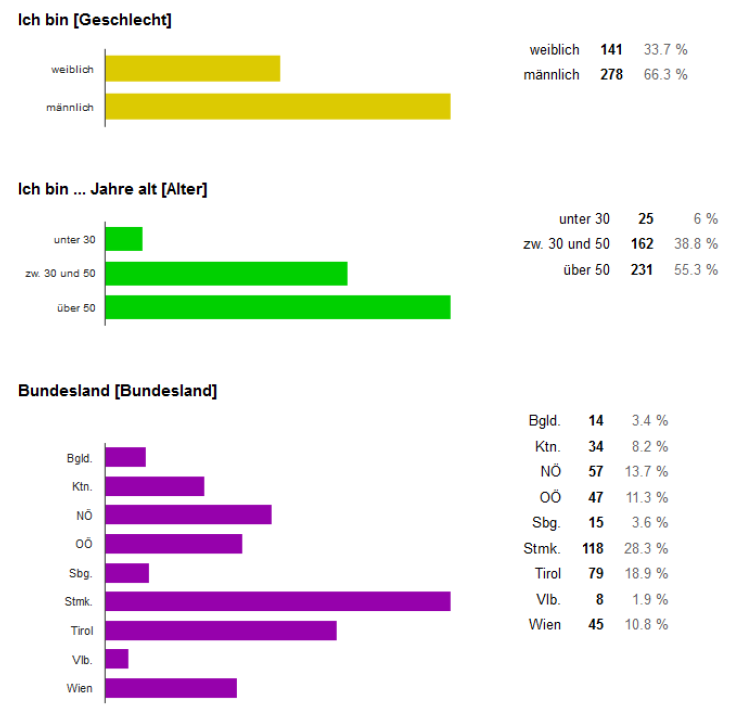 Ich bin [Geschlecht]
weiblich
männlich
weiblich 141 33.7 %
männlich 278 66.3 %
Ich bin ... Jahre alt [Alter]
unter 30
zw. 30 und 50
über 50
unter 30 25 6 %
zw. 30 und 50 162 38.8 %
über 50 231 55.3 %
Bundesland [Bundesland]
Bgld.
Ktn.
NÖ
OÖ
Sbg.
Stmk.
Tirol
Vlb.
Wien
Bgld. 14 3.4 %
Ktn. 34 8.2 %
NÖ 57 13.7 %
OÖ 47 11.3 %
Sbg. 15 3.6 %
Stmk. 118 28.3 %
Tirol 79 18.9 %
Vlb. 8 1.9 %
Wien 45 10.8 %